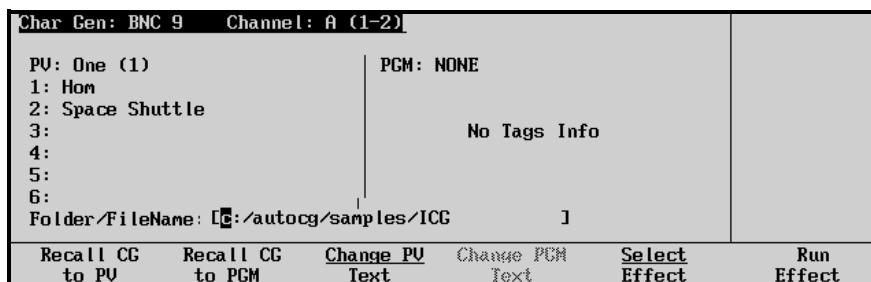 Char Gen: BNC 9 Channel: A (1-2)
PV: One (1) PGM: NONE
1: Hom
2: Space Shuttle
3: No Tags Info
4:
5:
6:
Folder/FileName: [c:/autocg/samples/ICG ]
Recall CG Recall CG Change PV Change PGM Select Run
to PV to PGM Text Text Effect Effect